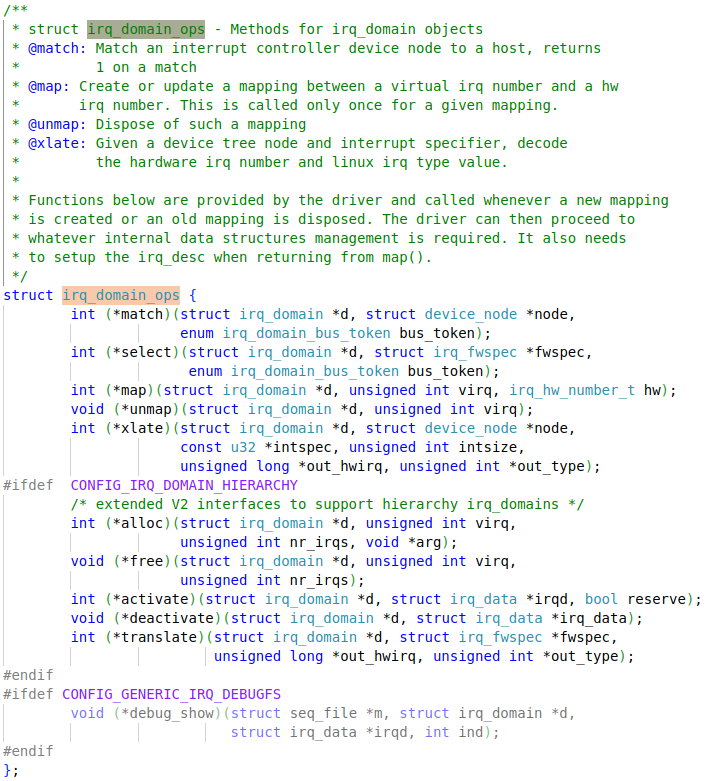 /**
 * struct irq_domain_ops - Methods for irq_domain objects
 * @match: Match an interrupt controller device node to a host, returns
 *         1 on a match
 * @map: Create or update a mapping between a virtual irq number and a hw
 *       irq number. This is called only once for a given mapping.
 * @unmap: Dispose of such a mapping
 * @xlate: Given a device tree node and interrupt specifier, decode
 *         the hardware irq number and linux irq type value.
 *
 * Functions below are provided by the driver and called whenever a new mapping
 * is created or an old mapping is disposed. The driver can then proceed to
 * whatever internal data structures management is required. It also needs
 * to setup the irq_desc when returning from map().
 */
struct irq_domain_ops {
        int (*match)(struct irq_domain *d, struct device_node *node,
                     enum irq_domain_bus_token bus_token);
        int (*select)(struct irq_domain *d, struct irq_fwspec *fwspec,
                      enum irq_domain_bus_token bus_token);
        int (*map)(struct irq_domain *d, unsigned int virq, irq_hw_number_t hw);
        void (*unmap)(struct irq_domain *d, unsigned int virq);
        int (*xlate)(struct irq_domain *d, struct device_node *node,
                     const u32 *intspec, unsigned int intsize,
                     unsigned long *out_hwirq, unsigned int *out_type);
#ifdef  CONFIG_IRQ_DOMAIN_HIERARCHY
        /* extended V2 interfaces to support hierarchy irq_domains */
        int (*alloc)(struct irq_domain *d, unsigned int virq,
                     unsigned int nr_irqs, void *arg);
        void (*free)(struct irq_domain *d, unsigned int virq,
                     unsigned int nr_irqs);
        int (*activate)(struct irq_domain *d, struct irq_data *irqd, bool reserve);
        void (*deactivate)(struct irq_domain *d, struct irq_data *irq_data);
        int (*translate)(struct irq_domain *d, struct irq_fwspec *fwspec,
                         unsigned long *out_hwirq, unsigned int *out_type);
#endif
#ifdef CONFIG_GENERIC_IRQ_DEBUGFS
        void (*debug_show)(struct seq_file *m, struct irq_domain *d,
                           struct irq_data *irqd, int ind);
#endif
};